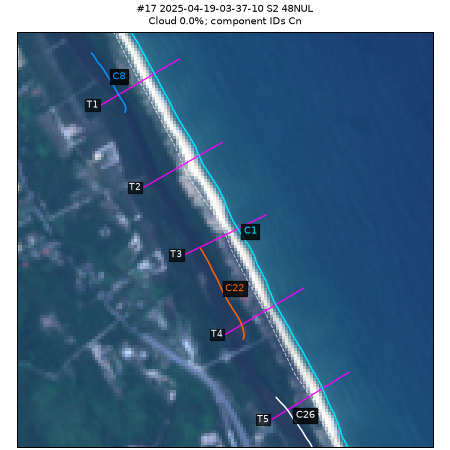 #17 2025-04-19-03-37-10 S2 48NUL
Cloud 0.0%; component IDs Cn
C8
T1
T2
C1
T3
C22
T4
C26
T5